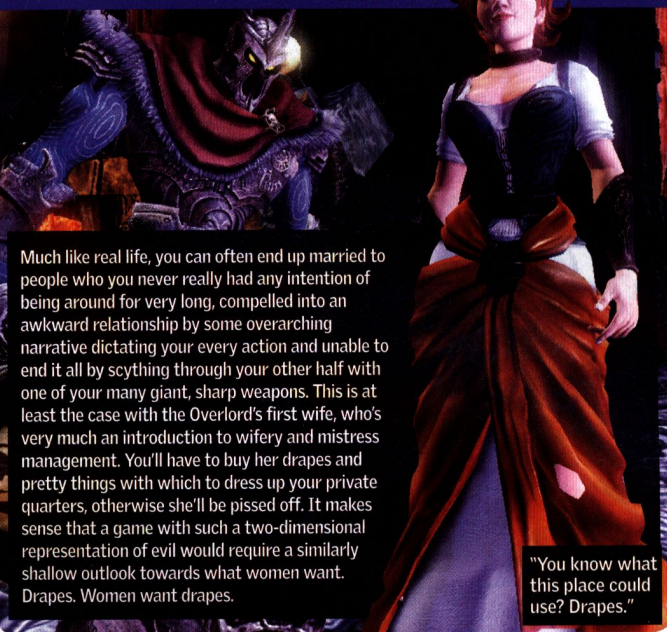 Much like real life, you can often end up married to
people who you never really had any intention of
being around for very long, compelled into an
awkward relationship by some overarching
narrative dictating your every action and unable to
end it all by scything through your other half with
one of your many giant, sharp weapons. This is at
least the case with the Overlord's first wife, who's
very much an introduction to wifery and mistress
management. You'll have to buy her drapes and
pretty things with which to dress up your private
quarters, otherwise she'll be pissed off. It makes
sense that a game with such a two-dimensional
representation of evil would require a similarly
shallow outlook towards what women want.
Drapes. Women want drapes.
"You know what
this place could
use? Drapes."